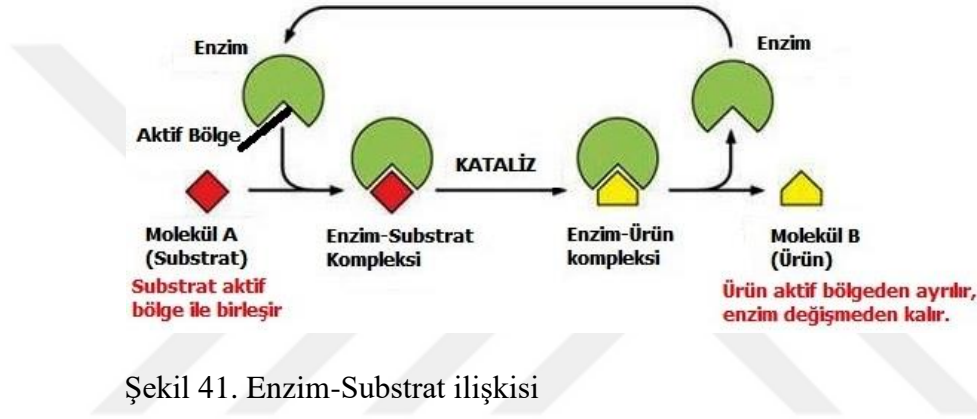 Enzim
Enzim
Aktif Bölge
KATALİZ
Molekül A
(Substrat)
Enzim-Substrat
Kompleksi
Enzim-Ürün
kompleksi
Molekül B
(Ürün)
Substrat aktif
bölge ile birleşir
Ürün aktif bölgeden ayrılır,
enzim değişmeden kalır.
Şekil 41. Enzim-Substrat ilişkisi